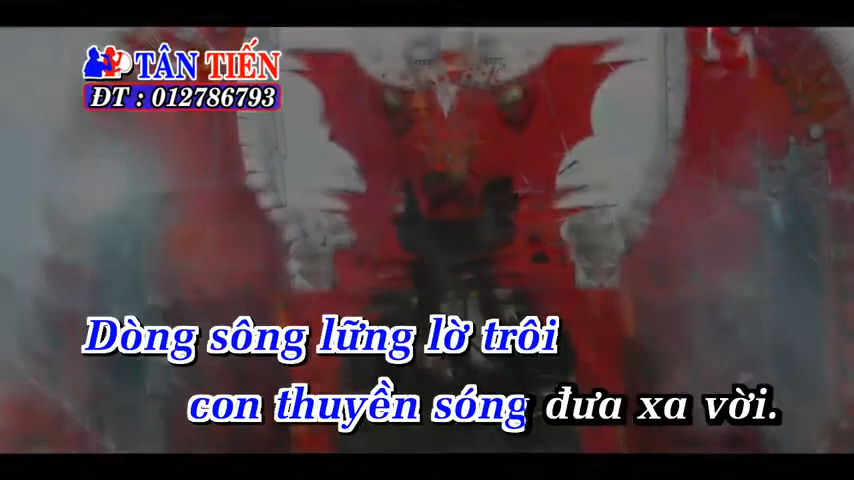 TÂN TIẾN
ĐT : 012786793
Dòng sông lững lờ trôi
con thuyền sóng đưa xa vời.